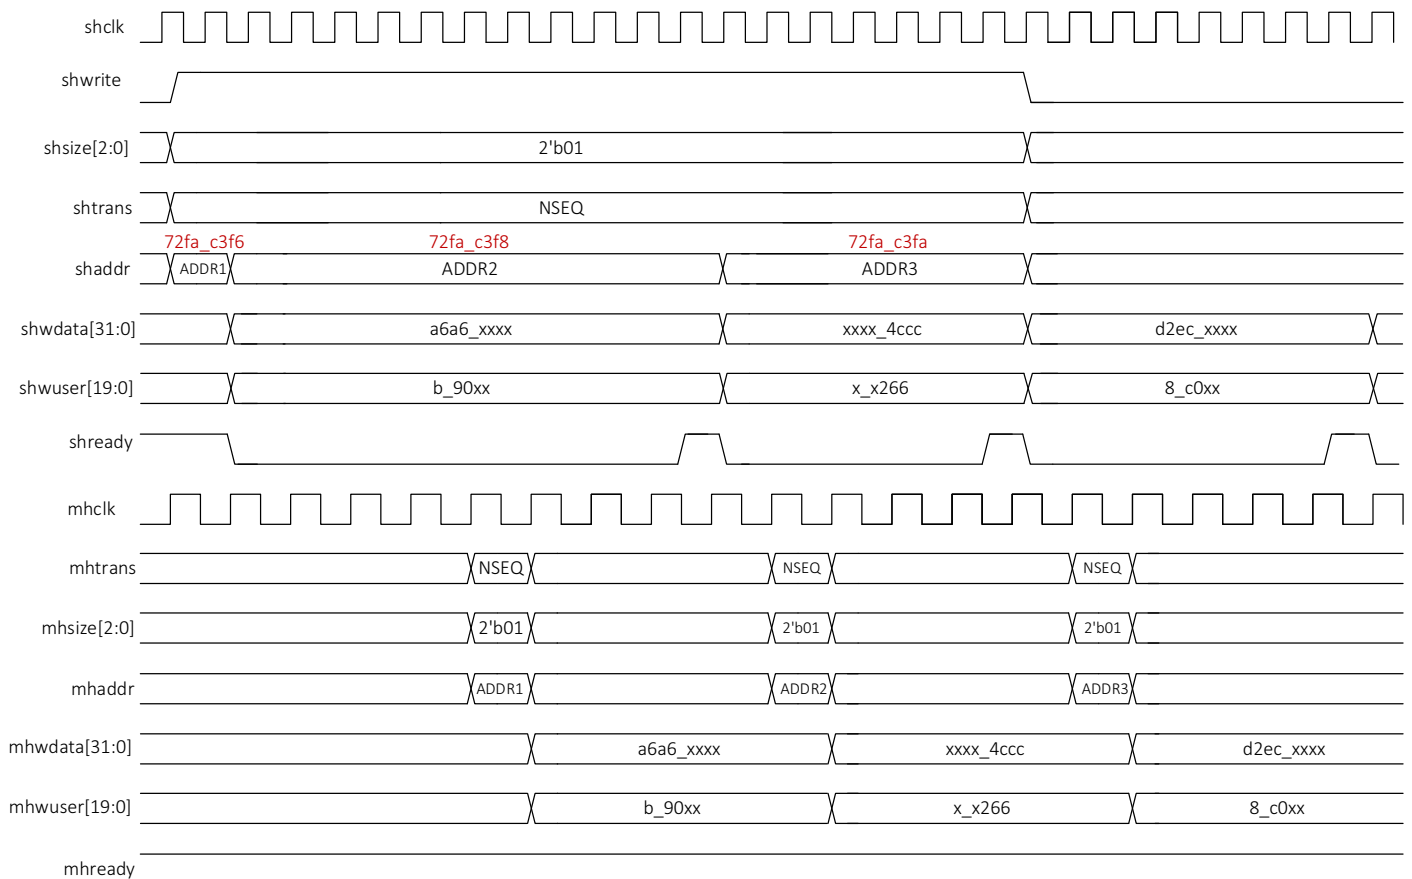 shclk
shwrite
shsize[2:0] 2'b01
shtrans NSEQ
72fa_c3f6 72fa_c3f8 72fa_c3fa
shaddr ADDR1 ADDR2 ADDR3
shwdata[31:0] a6a6_xxxx xxxx_4ccc d2ec_xxxx
shwuser[19:0] b_90xx x_x266 8_c0xx
shready
mhclk
mhtrans NSEQ NSEQ NSEQ
mhsize[2:0] 2'b01 2'b01 2'b01
mhaddr ADDR1 ADDR2 ADDR3
mhwdata[31:0] a6a6_xxxx xxxx_4ccc d2ec_xxxx
mhwuser[19:0] b_90xx x_x266 8_c0xx
mhready